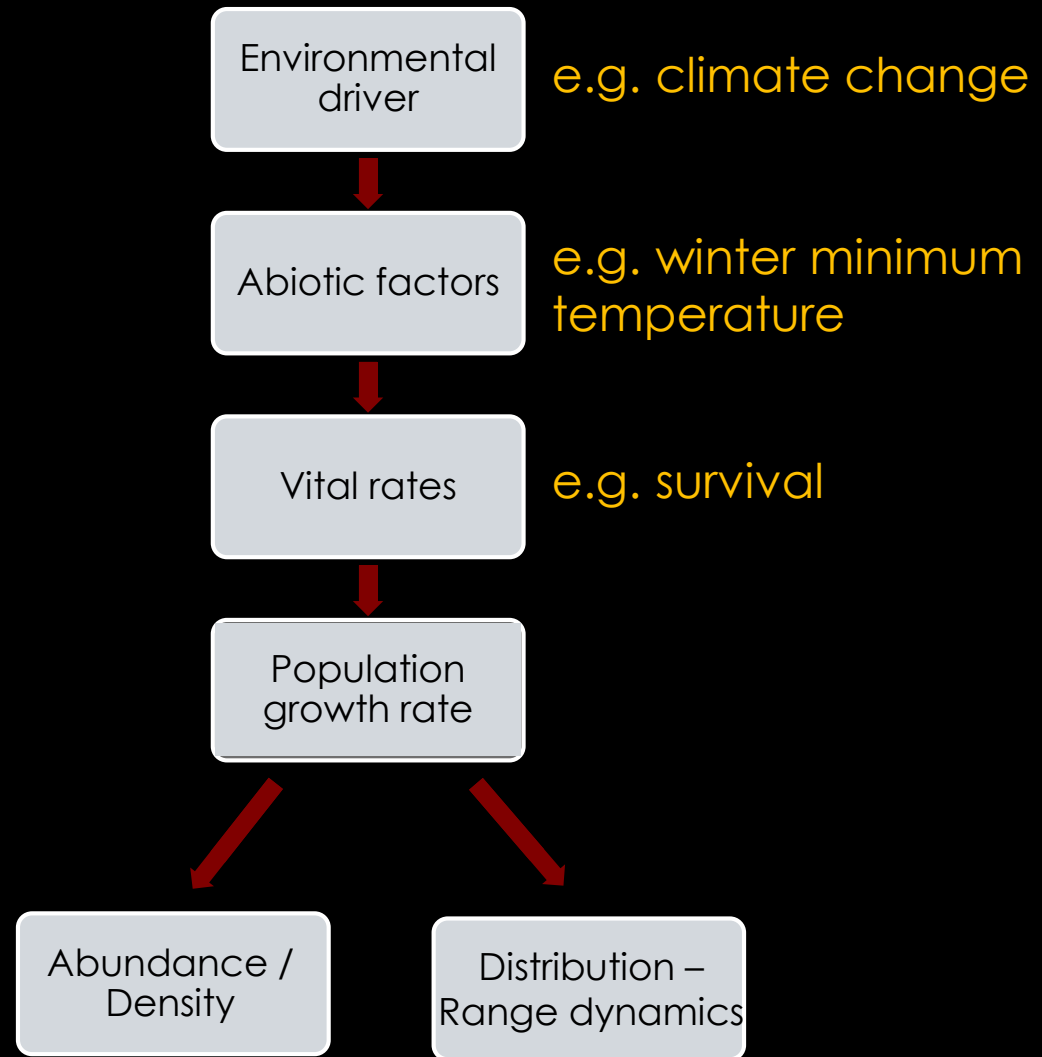 Environmental
driver
e.g. climate change
Abiotic factors
e.g. winter minimum
temperature
Vital rates
e.g. survival
Population
growth rate
Abundance /
Density
Distribution –
Range dynamics